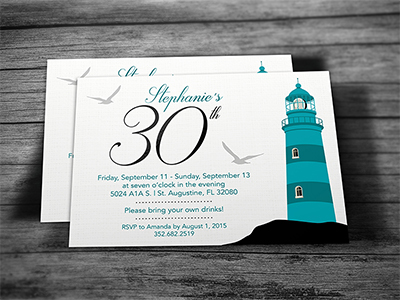 Stephanie's
30th
Friday, September 11 - Sunday, September 13
at seven o'clock in the evening
5024 A1A S. | St. Augustine, FL 32080
Please bring your own drinks!
RSVP to Amanda by August 1, 2015
352.682.2519